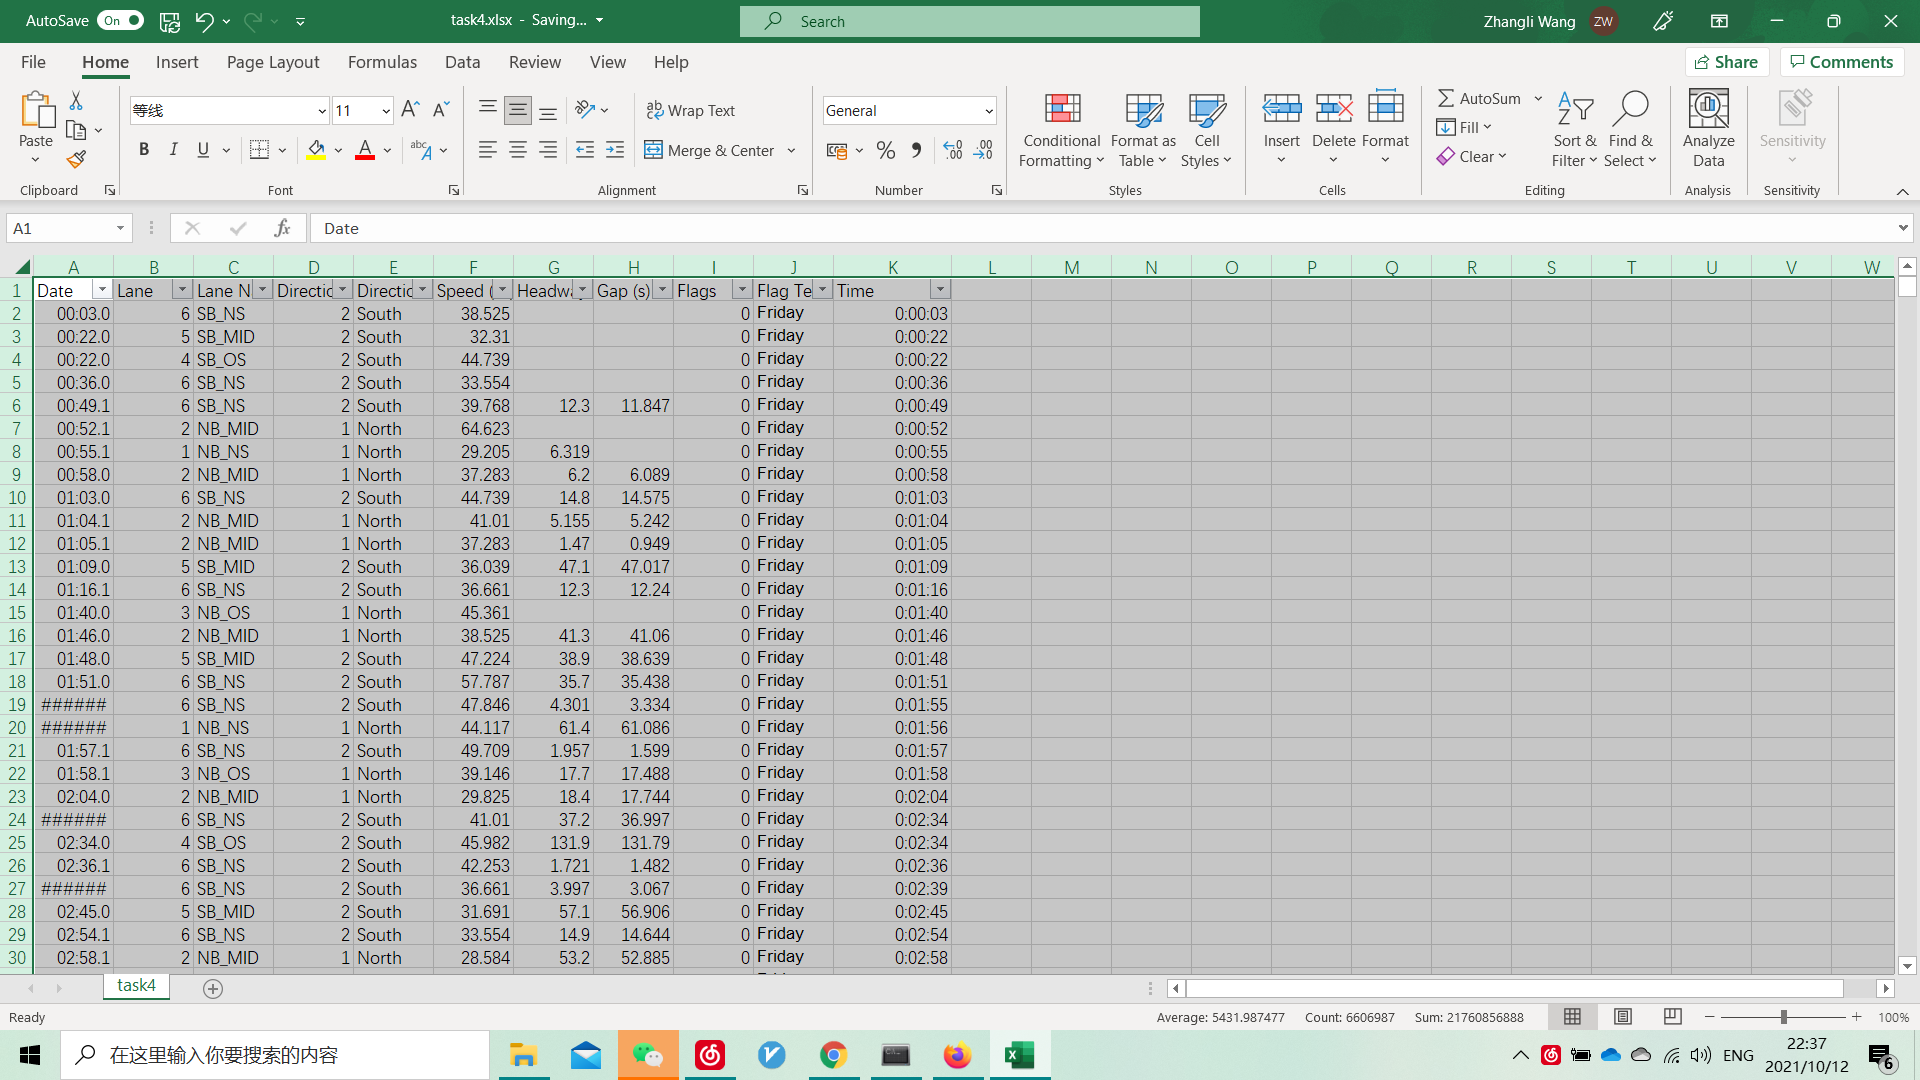 AutoSave On task4.xlsx - Saving... Search Zhangli Wang ZW
File Home Insert Page Layout Formulas Data Review View Help Share Comments
等线 11 Wrap Text General AutoSum
Paste B I U Merge & Center % Conditional Formatting Format as Table Cell Styles Insert Delete Format Fill Clear Sort & Filter Find & Select Analyze Data Sensitivity
Clipboard Font Alignment Number Styles Cells Editing Analysis Sensitivity
A1 fx Date
A B C D E F G H I J K L M N O P Q R S T U V W
1 Date Lane Lane N Directic Directic Speed ( Headwa Gap (s) Flags Flag Te Time
2 00:03.0 6 SB_NS 2 South 38.525 0 Friday 0:00:03
3 00:22.0 5 SB_MID 2 South 32.31 0 Friday 0:00:22
4 00:22.0 4 SB_OS 2 South 44.739 0 Friday 0:00:22
5 00:36.0 6 SB_NS 2 South 33.554 0 Friday 0:00:36
6 00:49.1 6 SB_NS 2 South 39.768 12.3 11.847 0 Friday 0:00:49
7 00:52.1 2 NB_MID 1 North 64.623 0 Friday 0:00:52
8 00:55.1 1 NB_NS 1 North 29.205 6.319 0 Friday 0:00:55
9 00:58.0 2 NB_MID 1 North 37.283 6.2 6.089 0 Friday 0:00:58
10 01:03.0 6 SB_NS 2 South 44.739 14.8 14.575 0 Friday 0:01:03
11 01:04.1 2 NB_MID 1 North 41.01 5.155 5.242 0 Friday 0:01:04
12 01:05.1 2 NB_MID 1 North 37.283 1.47 0.949 0 Friday 0:01:05
13 01:09.0 5 SB_MID 2 South 36.039 47.1 47.017 0 Friday 0:01:09
14 01:16.1 6 SB_NS 2 South 36.661 12.3 12.24 0 Friday 0:01:16
15 01:40.0 3 NB_OS 1 North 45.361 0 Friday 0:01:40
16 01:46.0 2 NB_MID 1 North 38.525 41.3 41.06 0 Friday 0:01:46
17 01:48.0 5 SB_MID 2 South 47.224 38.9 38.639 0 Friday 0:01:48
18 01:51.0 6 SB_NS 2 South 57.787 35.7 35.438 0 Friday 0:01:51
19 ###### 6 SB_NS 2 South 47.846 4.301 3.334 0 Friday 0:01:55
20 ###### 1 NB_NS 1 North 44.117 61.4 61.086 0 Friday 0:01:56
21 01:57.1 6 SB_NS 2 South 49.709 1.957 1.599 0 Friday 0:01:57
22 01:58.1 3 NB_OS 1 North 39.146 17.7 17.488 0 Friday 0:01:58
23 02:04.0 2 NB_MID 1 North 29.825 18.4 17.744 0 Friday 0:02:04
24 ###### 6 SB_NS 2 South 41.01 37.2 36.997 0 Friday 0:02:34
25 02:34.0 4 SB_OS 2 South 45.982 131.9 131.79 0 Friday 0:02:34
26 02:36.1 6 SB_NS 2 South 42.253 1.721 1.482 0 Friday 0:02:36
27 ###### 6 SB_NS 2 South 36.661 3.997 3.067 0 Friday 0:02:39
28 02:45.0 5 SB_MID 2 South 31.691 57.1 56.906 0 Friday 0:02:45
29 02:54.1 6 SB_NS 2 South 33.554 14.9 14.644 0 Friday 0:02:54
30 02:58.1 2 NB_MID 1 North 28.584 53.2 52.885 0 Friday 0:02:58
task4
Ready Average: 5431.987477 Count: 6606987 Sum: 21760856888 100%
在这里输入你要搜索的内容 ENG 22:37
2021/10/12 6